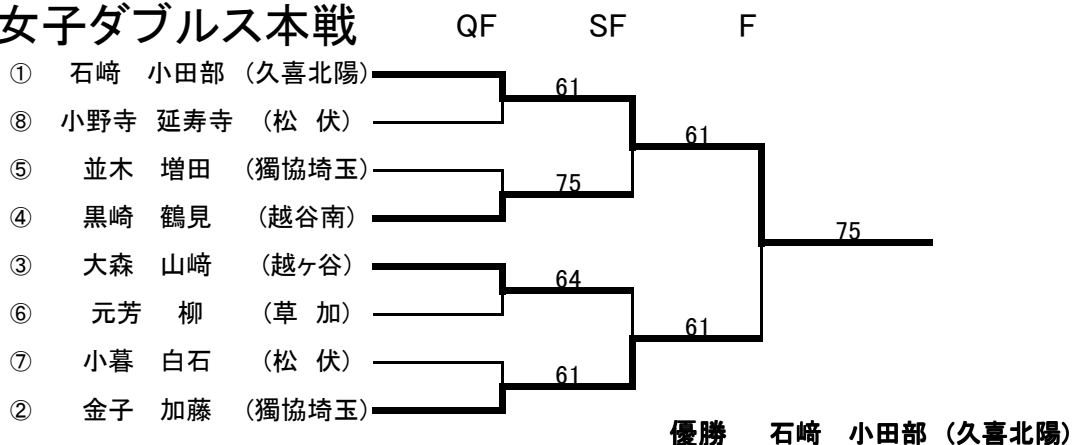 女子ダブルス本戦 QF SF F
① 石﨑 小田部 (久喜北陽)
61
⑧ 小野寺 延寿寺 (松 伏)
61
⑤ 並木 増田 (獨協埼玉)
75
④ 黒崎 鶴見 (越谷南)
75
③ 大森 山﨑 (越ヶ谷)
64
⑥ 元芳 柳 (草 加)
61
⑦ 小暮 白石 (松 伏)
61
② 金子 加藤 (獨協埼玉)
優勝 石﨑 小田部 (久喜北陽)